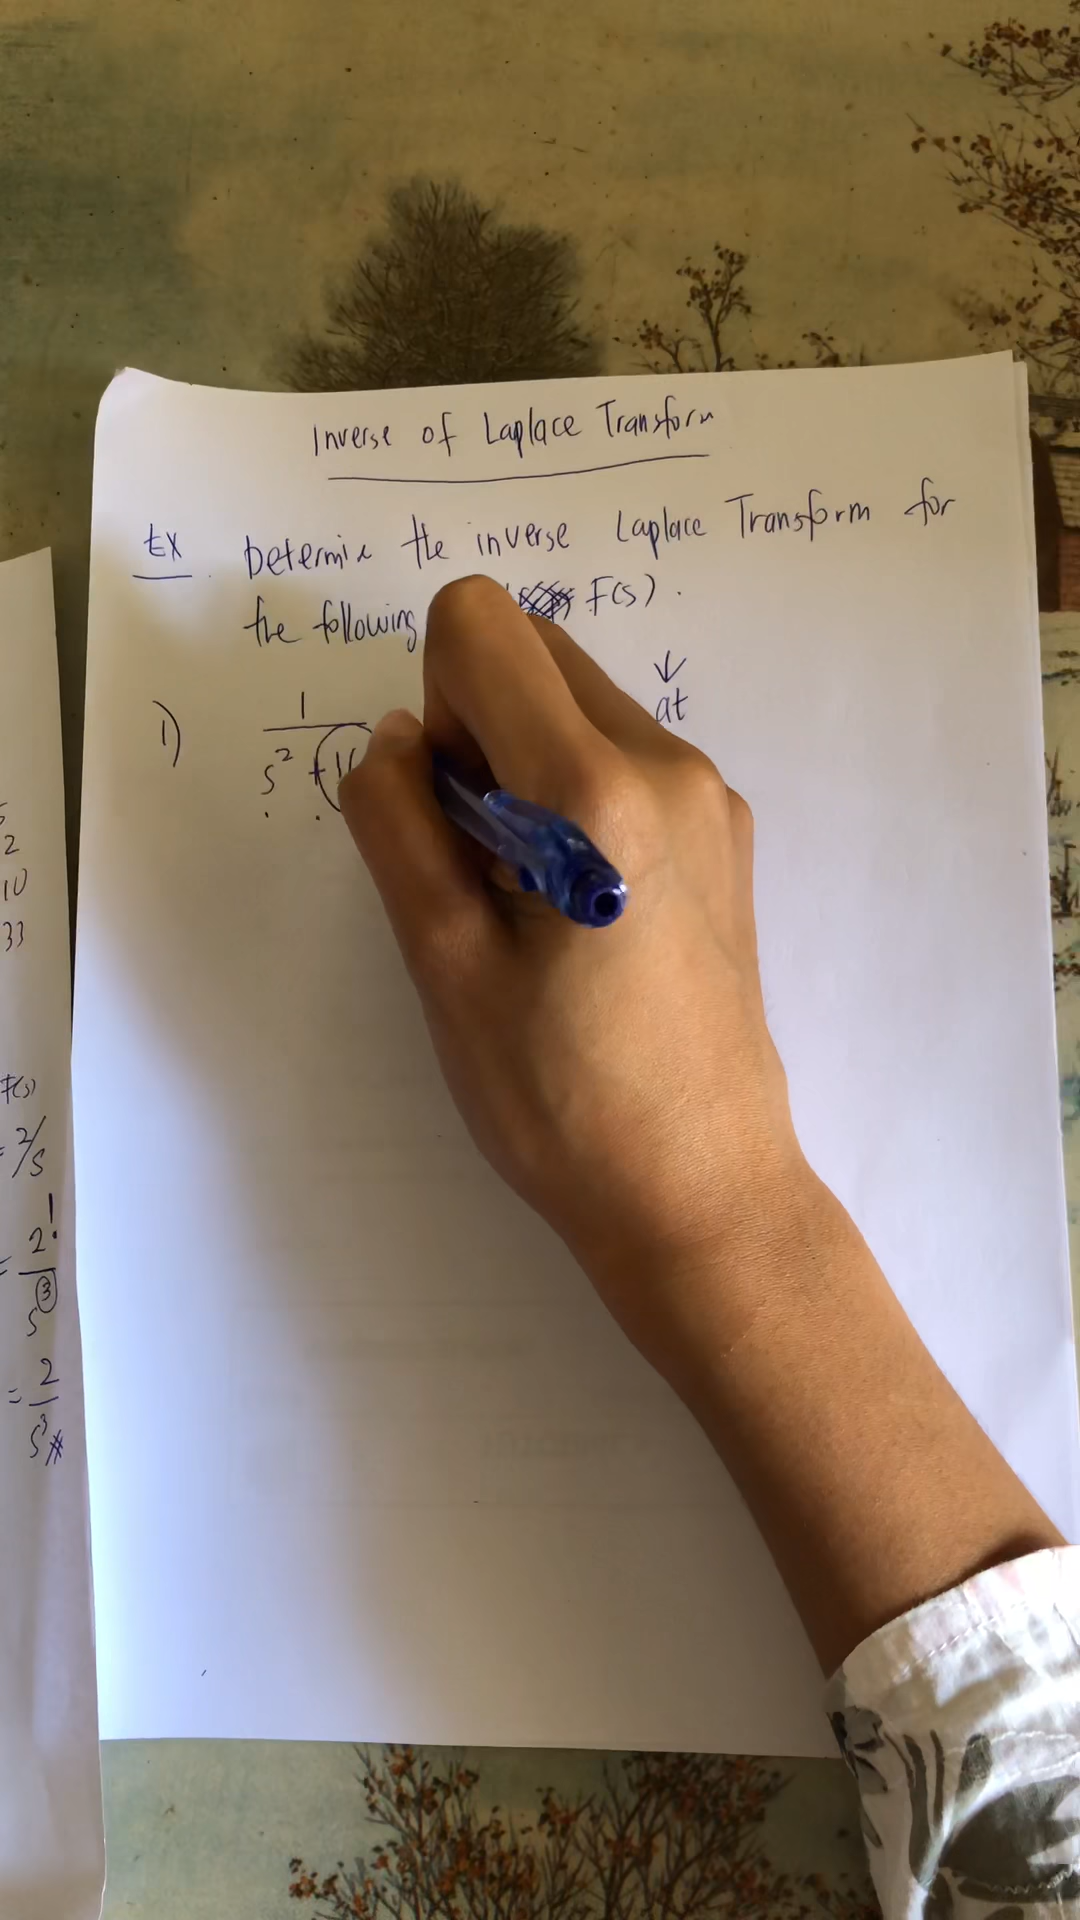 Inverse of Laplace Transform
Ex Determine the inverse Laplace Transform for
the following F(s).
↓
at
1) 1
s² +
2
10
33
F(s)
= 2/s
= 2!
s³
= 2
s³